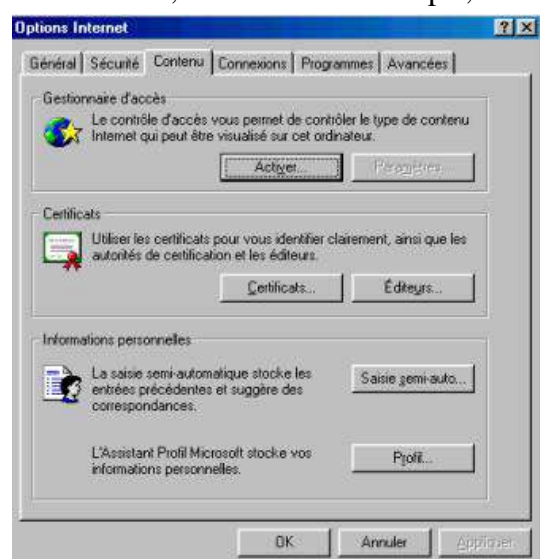 Options Internet
Général Sécurité Contenu Connexions Programmes Avancées
Gestionnaire d'accès
Le contrôle d'accès vous permet de contrôler le type de contenu
Internet qui peut être visualisé sur cet ordinateur.
Activer... Paramètres...
Certificats
Utiliser les certificats pour vous identifier clairement, ainsi que les
autorités de certification et les éditeurs.
Certificats... Éditeurs...
Informations personnelles
La saisie semi-automatique stocke les
entrées précédentes et suggère des
correspondances.
Saisie semi-auto...
L'Assistant Profil Microsoft stocke vos
informations personnelles.
Profil...
OK Annuler Appliquer